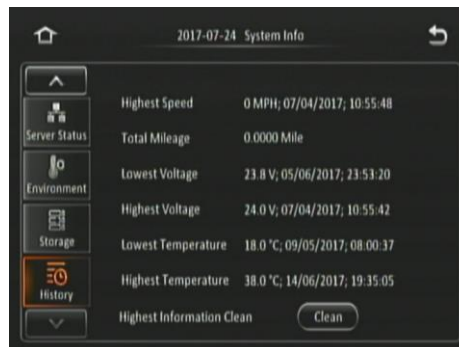 2017-07-24 System Info
Server Status
Environment
Storage
History
Highest Speed 0 MPH; 07/04/2017; 10:55:48
Total Mileage 0.0000 Mile
Lowest Voltage 23.8 V; 05/06/2017; 23:53:20
Highest Voltage 24.0 V; 07/04/2017; 10:55:42
Lowest Temperature 18.0 °C; 09/05/2017; 08:00:37
Highest Temperature 38.0 °C; 14/06/2017; 19:35:05
Highest Information Clean Clean